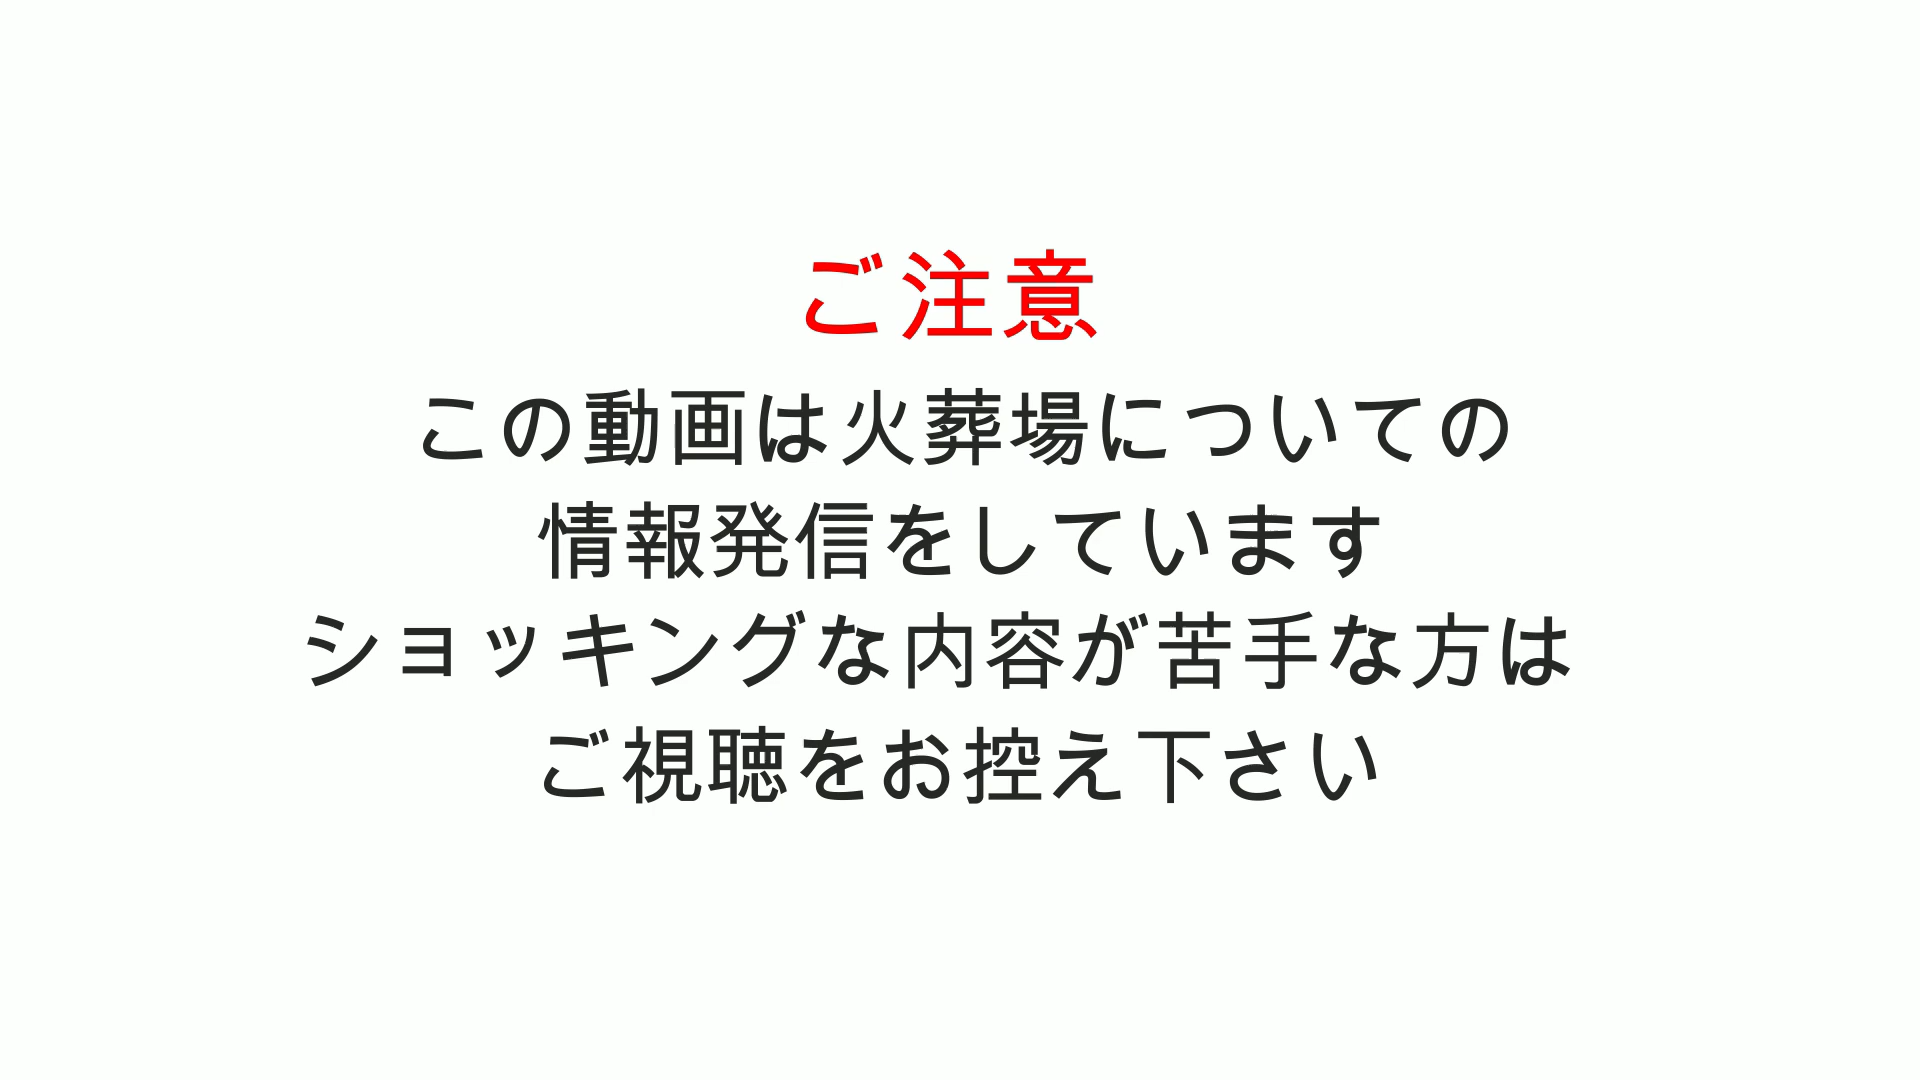 ご注意
この動画は火葬場についての
情報発信をしています
ショッキングな内容が苦手な方は
ご視聴をお控え下さい